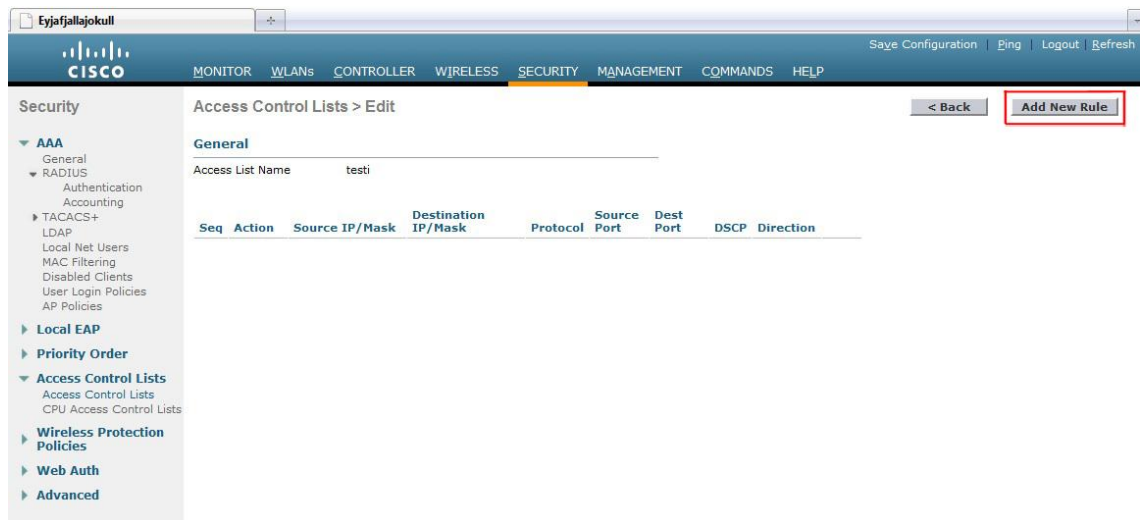 Eyjafjallajokull
Save Configuration | Ping | Logout | Refresh
CISCO
MONITOR WLANs CONTROLLER WIRELESS SECURITY MANAGEMENT COMMANDS HELP
Security
AAA
General
RADIUS
Authentication
Accounting
TACACS+
LDAP
Local Net Users
MAC Filtering
Disabled Clients
User Login Policies
AP Policies
Local EAP
Priority Order
Access Control Lists
Access Control Lists
CPU Access Control Lists
Wireless Protection
Policies
Web Auth
Advanced
Access Control Lists > Edit
< Back
Add New Rule
General
Access List Name testi
Seq Action Source IP/Mask Destination IP/Mask Protocol Source Port Dest Port DSCP Direction